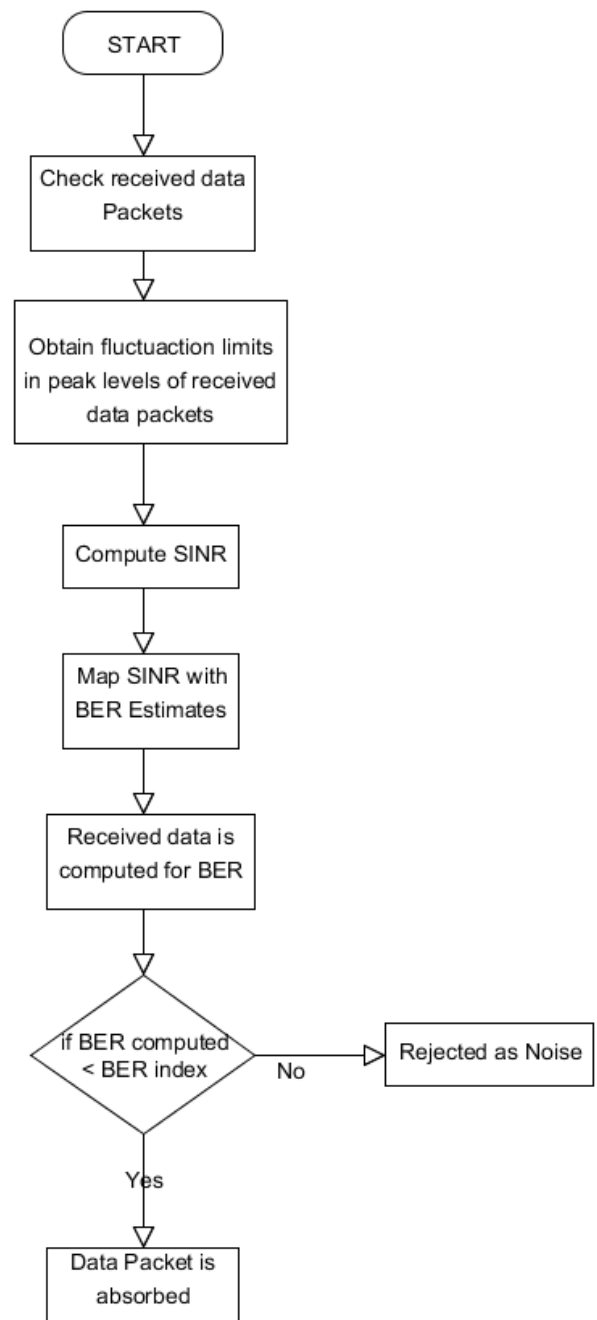 START
Check received data
Packets
Obtain fluctuaction limits
in peak levels of received
data packets
Compute SINR
Map SINR with
BER Estimates
Received data is
computed for BER
if BER computed
< BER index
No
Rejected as Noise
Yes
Data Packet is
absorbed